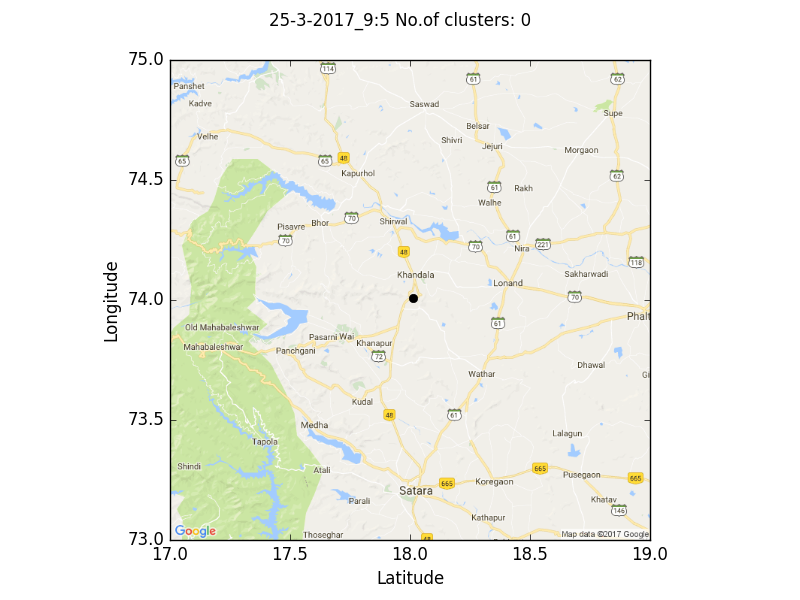 25-3-2017_9:5 No.of clusters: 0
75.0
74.5
74.0
73.5
73.0
17.0
17.5
18.0
18.5
19.0
Longitude
Latitude
114
61
62
Panshet
Kadve
Saswad
Supe
Belsar
Velhe
Shivri
Jejuri
Morgaon
65
65
48
Kapurhol
62
61
Rakh
Walhe
70
Bhor
Shirwal
Pisavre
70
61
221
70
Nira
48
118
Khandala
Sakharwadi
Lonand
70
Phalt
Old Mahabaleshwar
61
Pasarni
Wai
Mahabaleshwar
Khanapur
Panchgani
72
Dhawal
Wathar
Gi
Kudal
48
61
Medha
Lalagun
Tapola
Shindi
Atali
665
Pusegaon
665
Koregaon
665
Satara
Khatav
Parali
146
Kathapur
Thoseghar
48
Google
Map data ©2017 Google